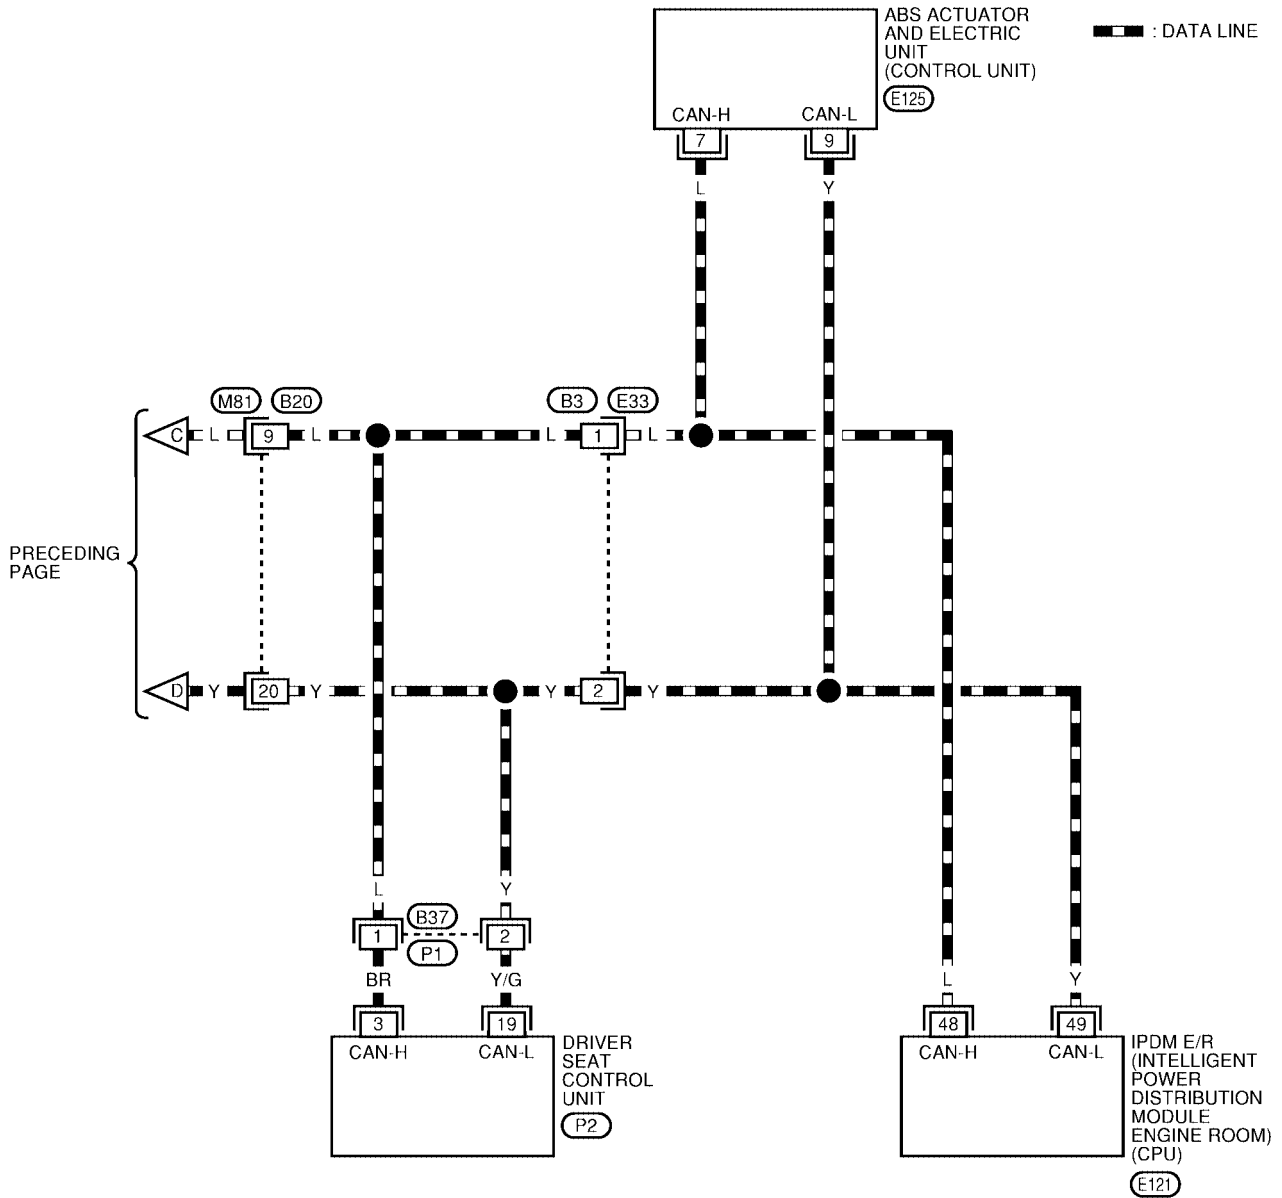 ABS ACTUATOR
AND ELECTRIC
UNIT
(CONTROL UNIT)
E125
: DATA LINE
CAN-H
CAN-L
7
9
L
Y
M81
B20
B3
E33
C
L
9
L
L
1
L
PRECEDING
PAGE
D
Y
20
Y
Y
2
Y
L
Y
B37
1
2
P1
BR
Y/G
L
Y
3
19
48
49
CAN-H
CAN-L
CAN-H
CAN-L
DRIVER
SEAT
CONTROL
UNIT
P2
IPDM E/R
(INTELLIGENT
POWER
DISTRIBUTION
MODULE
ENGINE ROOM)
(CPU)
E121